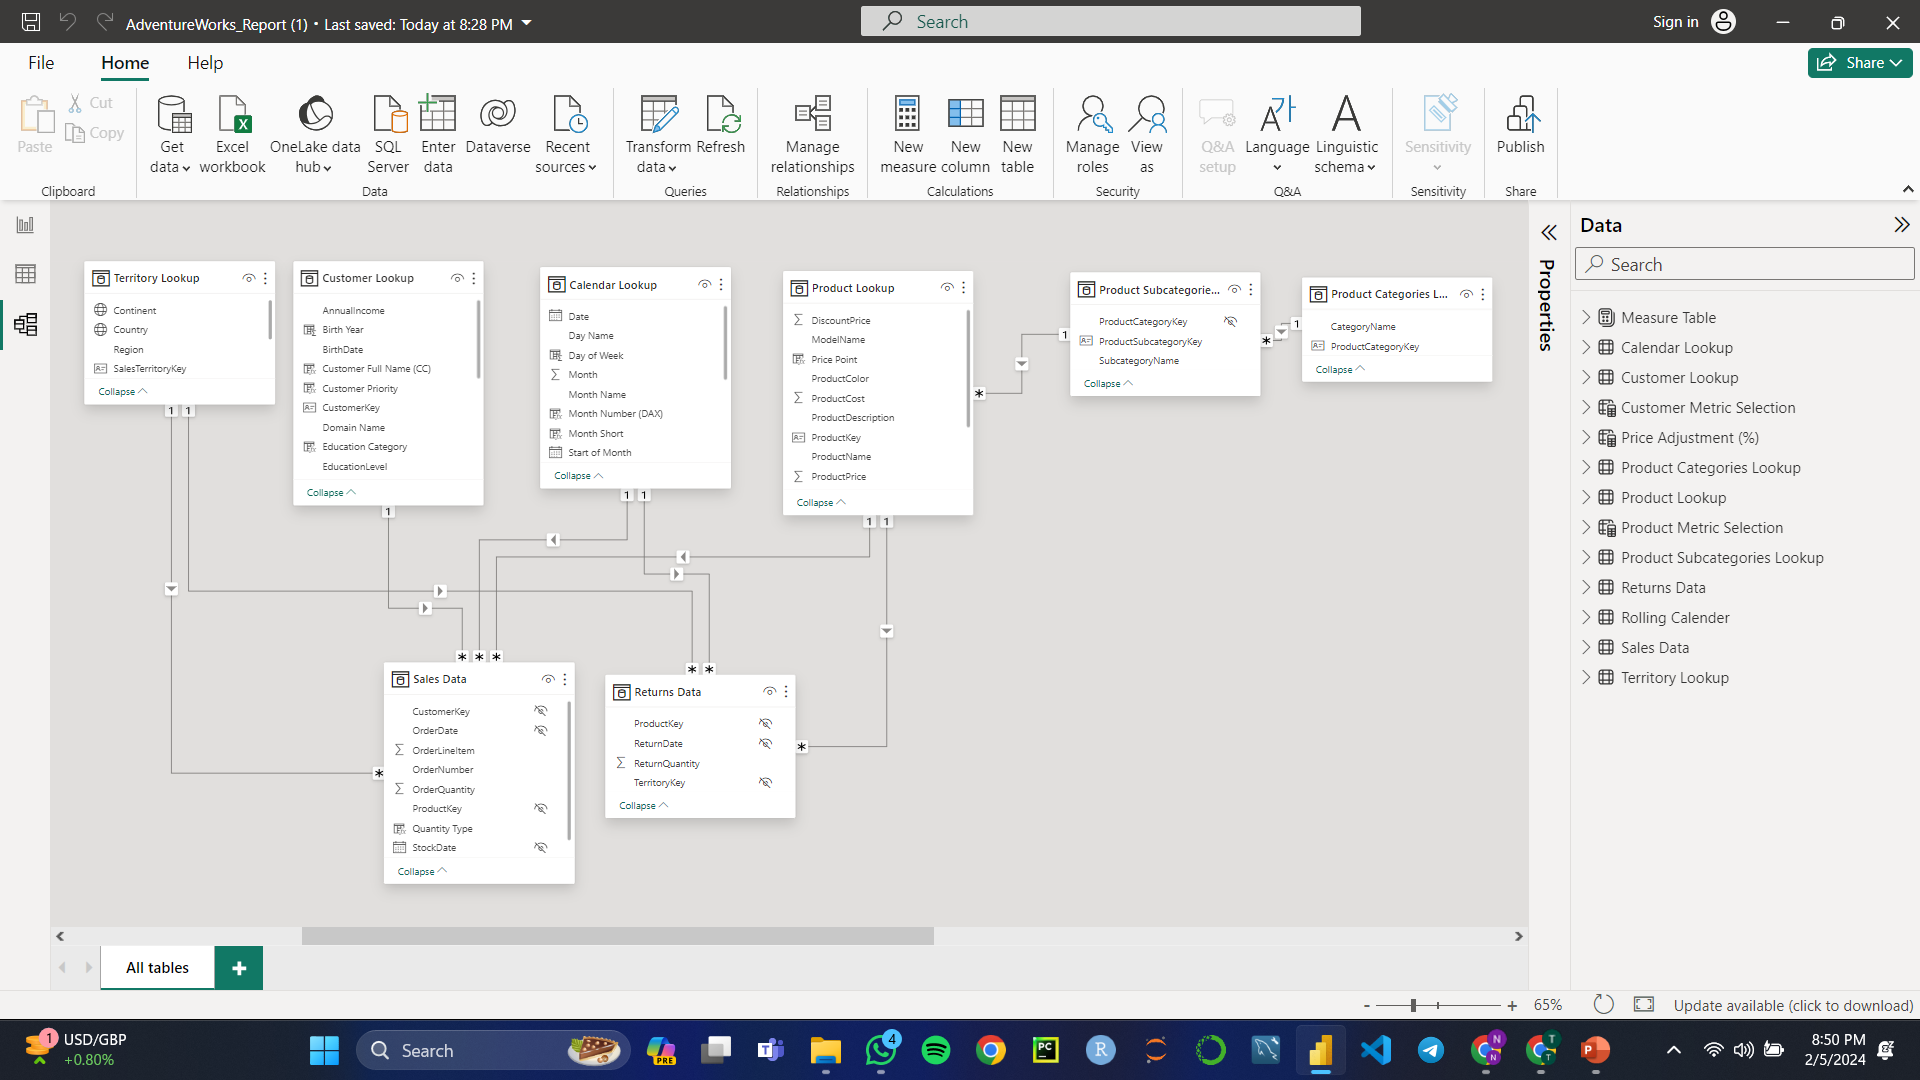 AdventureWorks_Report (1) • Last saved: Today at 8:28 PM
Search
Sign in
File
Home
Help
Share
Paste
Cut
Copy
Clipboard
Get data
Excel workbook
OneLake data hub
SQL Server
Enter data
Dataverse
Recent sources
Data
Transform data
Refresh
Queries
Manage relationships
Relationships
New measure
New column
New table
Calculations
Manage roles
View as
Security
Q&A setup
Language
Linguistic schema
Q&A
Sensitivity
Sensitivity
Publish
Share
Territory Lookup
Continent
Country
Region
SalesTerritoryKey
Collapse
1 1
Customer Lookup
AnnualIncome
Birth Year
BirthDate
Customer Full Name (CC)
Customer Priority
CustomerKey
Domain Name
Education Category
EducationLevel
Collapse
1
Calendar Lookup
Date
Day Name
Day of Week
Month
Month Name
Month Number (DAX)
Month Short
Start of Month
Collapse
1 1
Product Lookup
DiscountPrice
ModelName
Price Point
ProductColor
ProductCost
ProductDescription
ProductKey
ProductName
ProductPrice
Collapse
1 1
*
1
Product Subcategorie...
ProductCategoryKey
ProductSubcategoryKey
SubcategoryName
Collapse
*
1
Product Categories L...
CategoryName
ProductCategoryKey
Collapse
* * *
*
Sales Data
CustomerKey
OrderDate
OrderLineItem
OrderNumber
OrderQuantity
ProductKey
Quantity Type
StockDate
Collapse
* *
Returns Data
ProductKey
ReturnDate
ReturnQuantity
TerritoryKey
Collapse
*
Properties
Data
Search
Measure Table
Calendar Lookup
Customer Lookup
Customer Metric Selection
Price Adjustment (%)
Product Categories Lookup
Product Lookup
Product Metric Selection
Product Subcategories Lookup
Returns Data
Rolling Calender
Sales Data
Territory Lookup
All tables
+
- + 65%
Update available (click to download)
1
USD/GBP
+0.80%
Search
PRE
4
PC
R
N
N
T
T
P
8:50 PM
2/5/2024